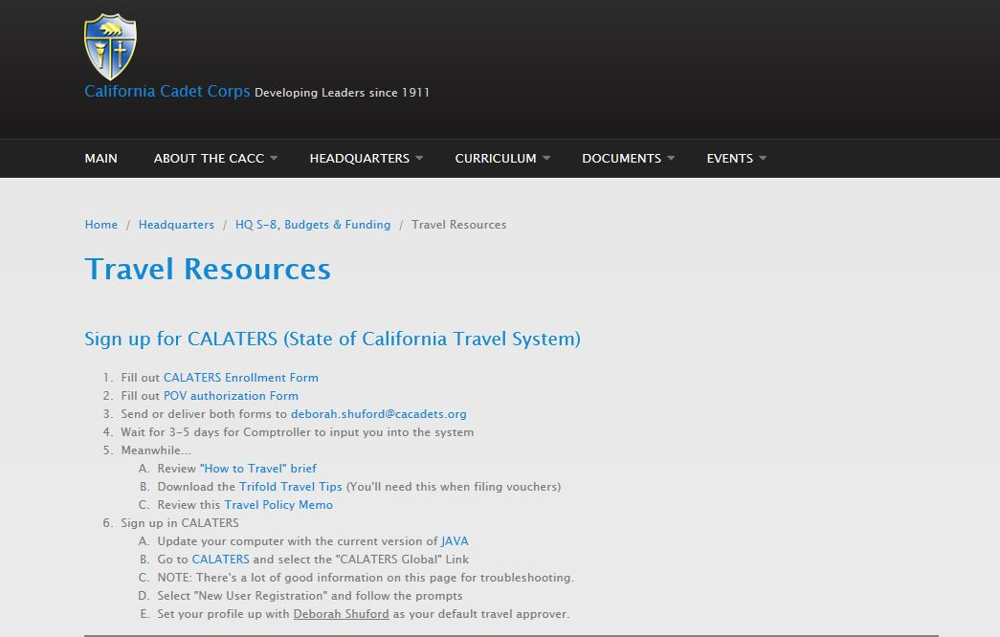 California Cadet Corps Developing Leaders since 1911
MAIN ABOUT THE CACC HEADQUARTERS CURRICULUM DOCUMENTS EVENTS
Home / Headquarters / HQ S-8, Budgets & Funding / Travel Resources
Travel Resources
Sign up for CALATERS (State of California Travel System)
1. Fill out CALATERS Enrollment Form
2. Fill out POV authorization Form
3. Send or deliver both forms to deborah.shuford@cacadets.org
4. Wait for 3-5 days for Comptroller to input you into the system
5. Meanwhile...
A. Review "How to Travel" brief
B. Download the Trifold Travel Tips (You'll need this when filing vouchers)
C. Review this Travel Policy Memo
6. Sign up in CALATERS
A. Update your computer with the current version of JAVA
B. Go to CALATERS and select the "CALATERS Global" Link
C. NOTE: There's a lot of good information on this page for troubleshooting.
D. Select "New User Registration" and follow the prompts
E. Set your profile up with Deborah Shuford as your default travel approver.